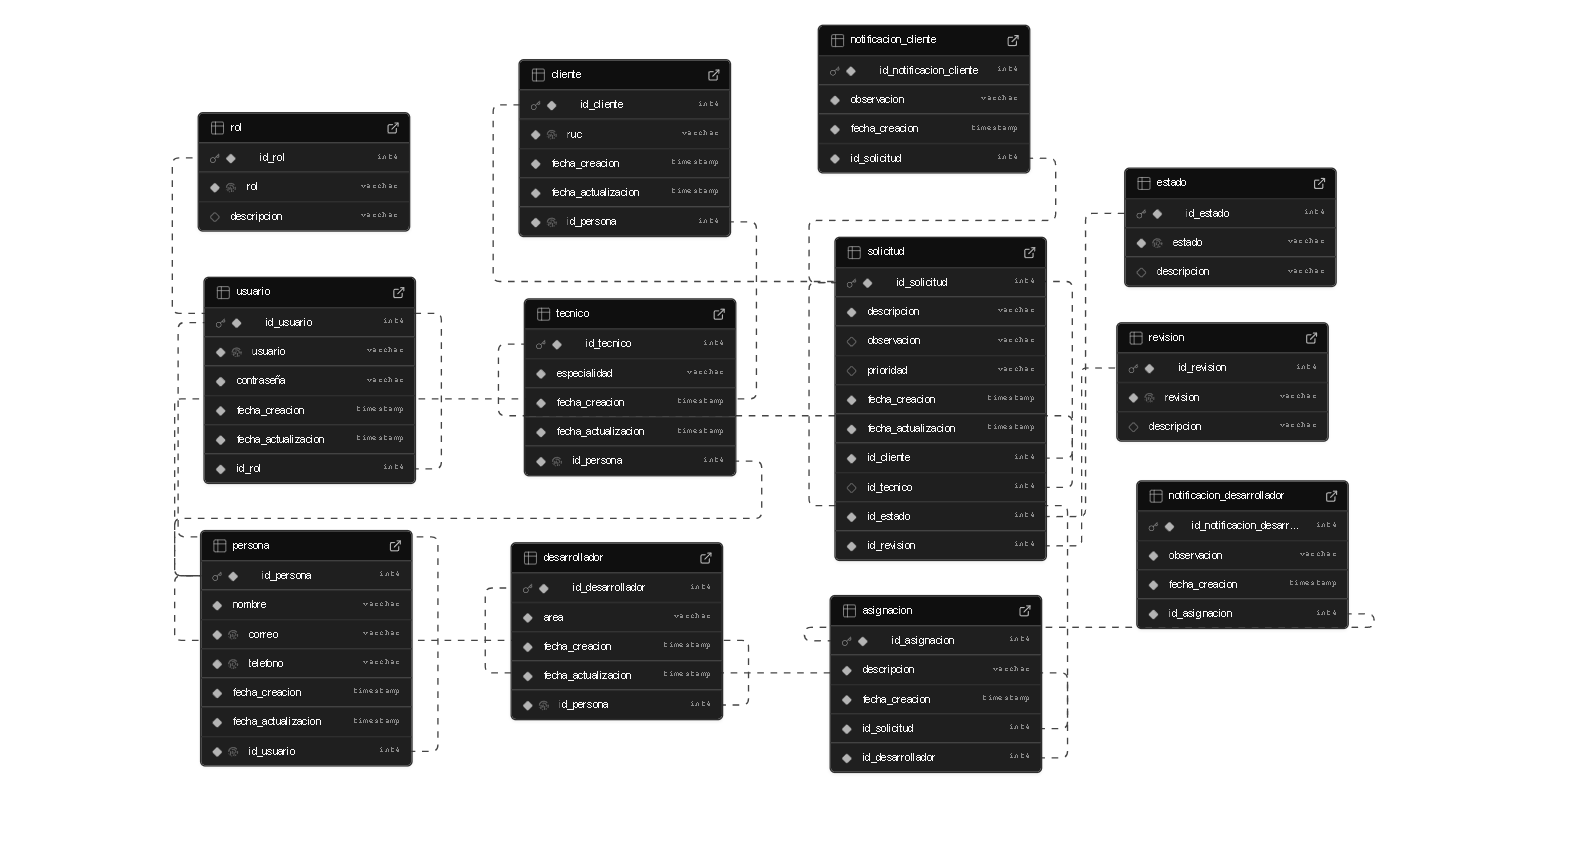 rol
id_rol int4
rol varchar
descripcion varchar
usuario
id_usuario int4
usuario varchar
contraseña varchar
fecha_creacion timestamp
fecha_actualizacion timestamp
id_rol int4
persona
id_persona int4
nombre varchar
correo varchar
telefono varchar
fecha_creacion timestamp
fecha_actualizacion timestamp
id_usuario int4
cliente
id_cliente int4
ruc varchar
fecha_creacion timestamp
fecha_actualizacion timestamp
id_persona int4
tecnico
id_tecnico int4
especialidad varchar
fecha_creacion timestamp
fecha_actualizacion timestamp
id_persona int4
desarrollador
id_desarrollador int4
area varchar
fecha_creacion timestamp
fecha_actualizacion timestamp
id_persona int4
notificacion_cliente
id_notificacion_cliente int4
observacion varchar
fecha_creacion timestamp
id_solicitud int4
solicitud
id_solicitud int4
descripcion varchar
observacion varchar
prioridad varchar
fecha_creacion timestamp
fecha_actualizacion timestamp
id_cliente int4
id_tecnico int4
id_estado int4
id_revision int4
asignacion
id_asignacion int4
descripcion varchar
fecha_creacion timestamp
id_solicitud int4
id_desarrollador int4
estado
id_estado int4
estado varchar
descripcion varchar
revision
id_revision int4
revision varchar
descripcion varchar
notificacion_desarrollador
id_notificacion_desarr... int4
observacion varchar
fecha_creacion timestamp
id_asignacion int4